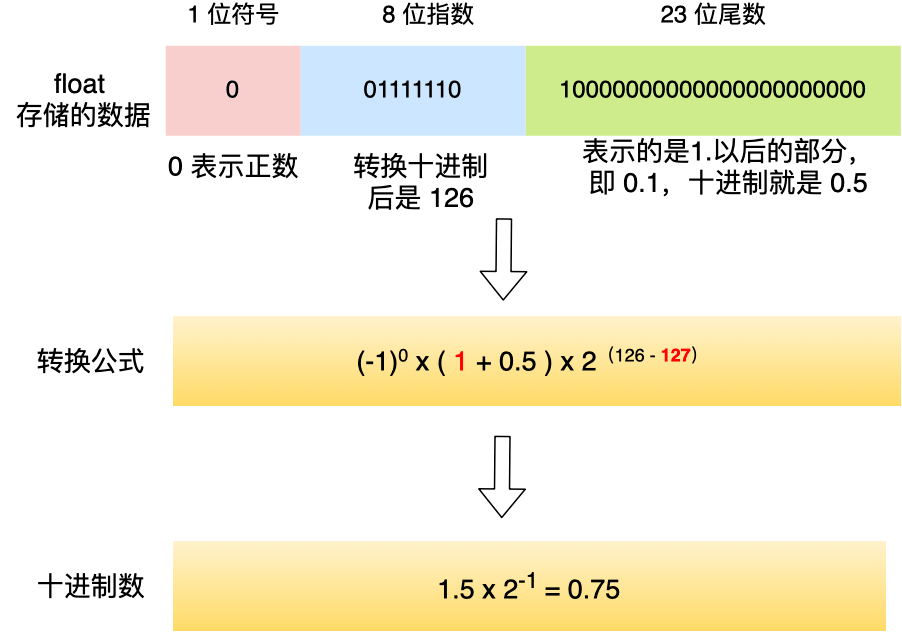 1 位符号
8 位指数
23 位尾数
float
存储的数据
0
01111110
10000000000000000000000
0 表示正数
转换十进制
后是 126
表示的是1.以后的部分，
即 0.1，十进制就是 0.5
转换公式
(-1)⁰ x ( 1 + 0.5 ) x 2 ⁽¹²⁶ ⁻ ¹²⁷⁾
十进制数
1.5 x 2⁻¹ = 0.75